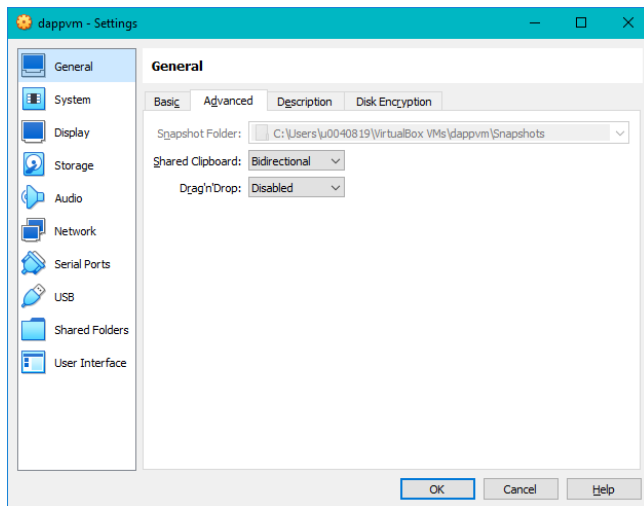 dappvm - Settings
General
System
Display
Storage
Audio
Network
Serial Ports
USB
Shared Folders
User Interface
General
Basic Advanced Description Disk Encryption
Snapshot Folder: C:\Users\u0040819\VirtualBox VMs\dappvm\Snapshots
Shared Clipboard: Bidirectional
Drag'n'Drop: Disabled
OK Cancel Help